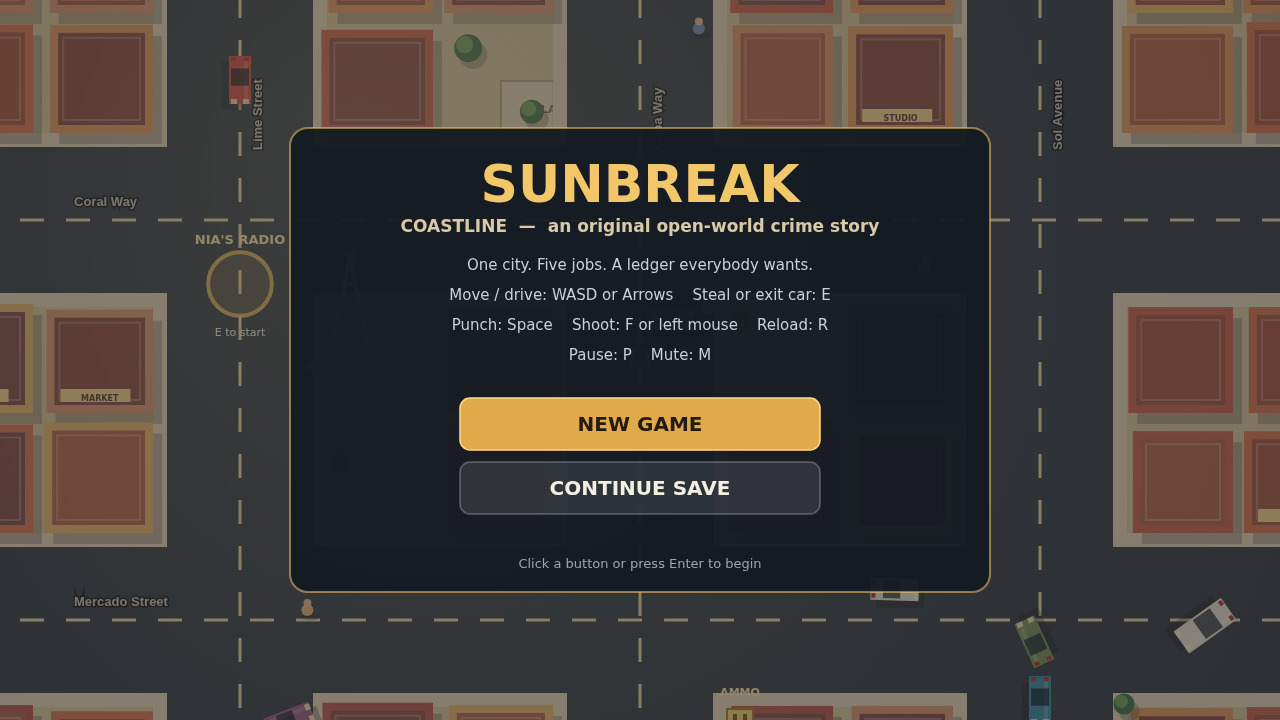 Lime Street
Sol Avenue
STUDIO
Coral Way
NIA'S RADIO
E to start
SUNBREAK
COASTLINE — an original open-world crime story
One city. Five jobs. A ledger everybody wants.
Move / drive: WASD or Arrows Steal or exit car: E
Punch: Space Shoot: F or left mouse Reload: R
Pause: P Mute: M
MARKET
NEW GAME
CONTINUE SAVE
Click a button or press Enter to begin
Mercado Street
AMMO